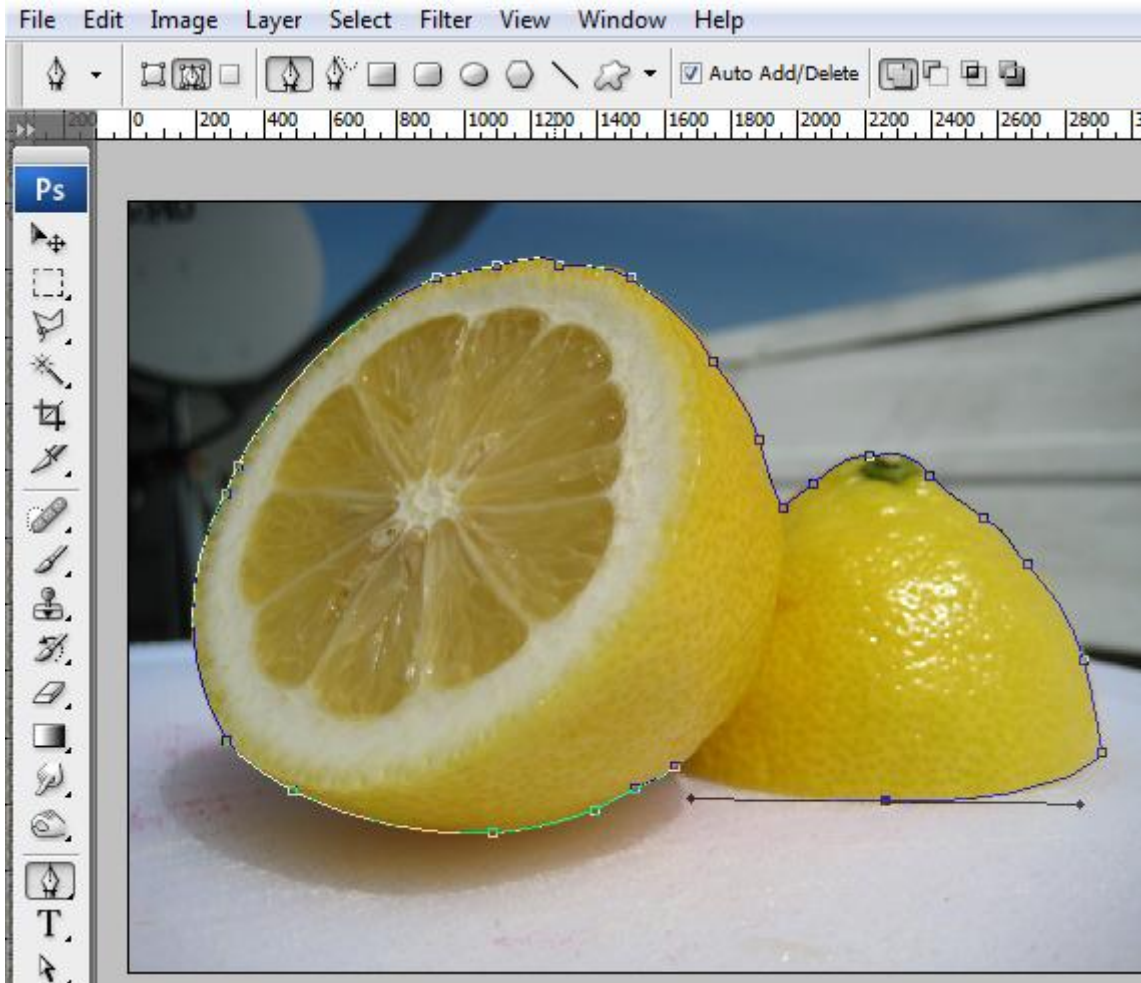 File Edit Image Layer Select Filter View Window Help
Auto Add/Delete
200 0 200 400 600 800 1000 1200 1400 1600 1800 2000 2200 2400 2600 2800
Ps
T